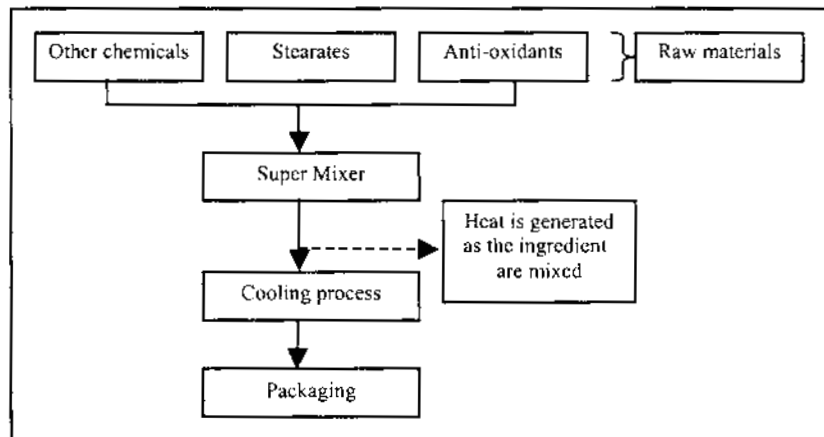 Other chemicals
Stearates
Anti-oxidants
Raw materials
Super Mixer
Heat is generated
as the ingredient
are mixed
Cooling process
Packaging